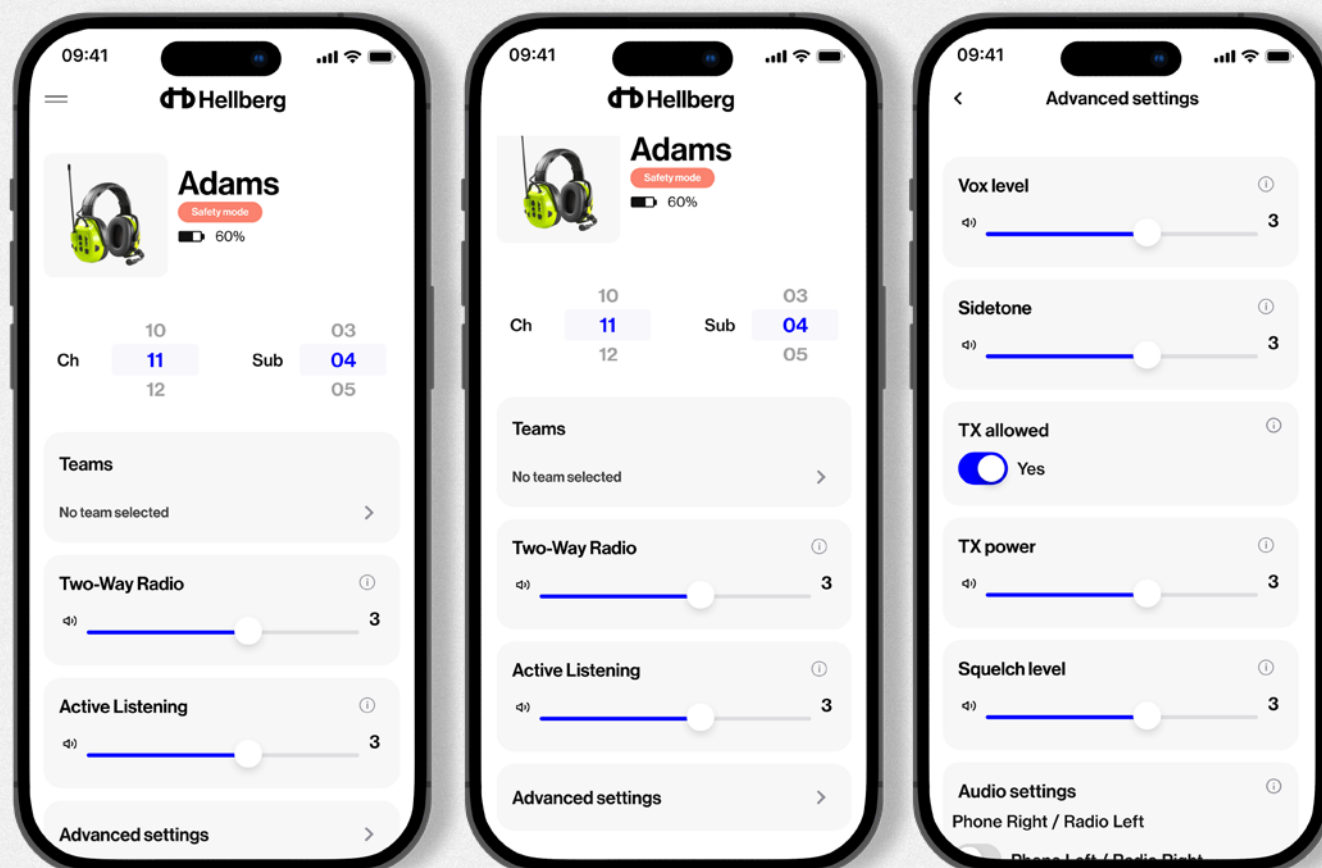 09:41
Hellberg
Adams
Safety mode
60%
10
03
Ch
11
Sub
04
12
05
Teams
No team selected
Two-Way Radio
3
Active Listening
3
Advanced settings
09:41
Hellberg
Adams
Safety mode
60%
10
03
Ch
11
Sub
04
12
05
Teams
No team selected
Two-Way Radio
3
Active Listening
3
Advanced settings
09:41
Advanced settings
Vox level
3
Sidetone
3
TX allowed
Yes
TX power
3
Squelch level
3
Audio settings
Phone Right / Radio Left
Phone Left / Radio Right